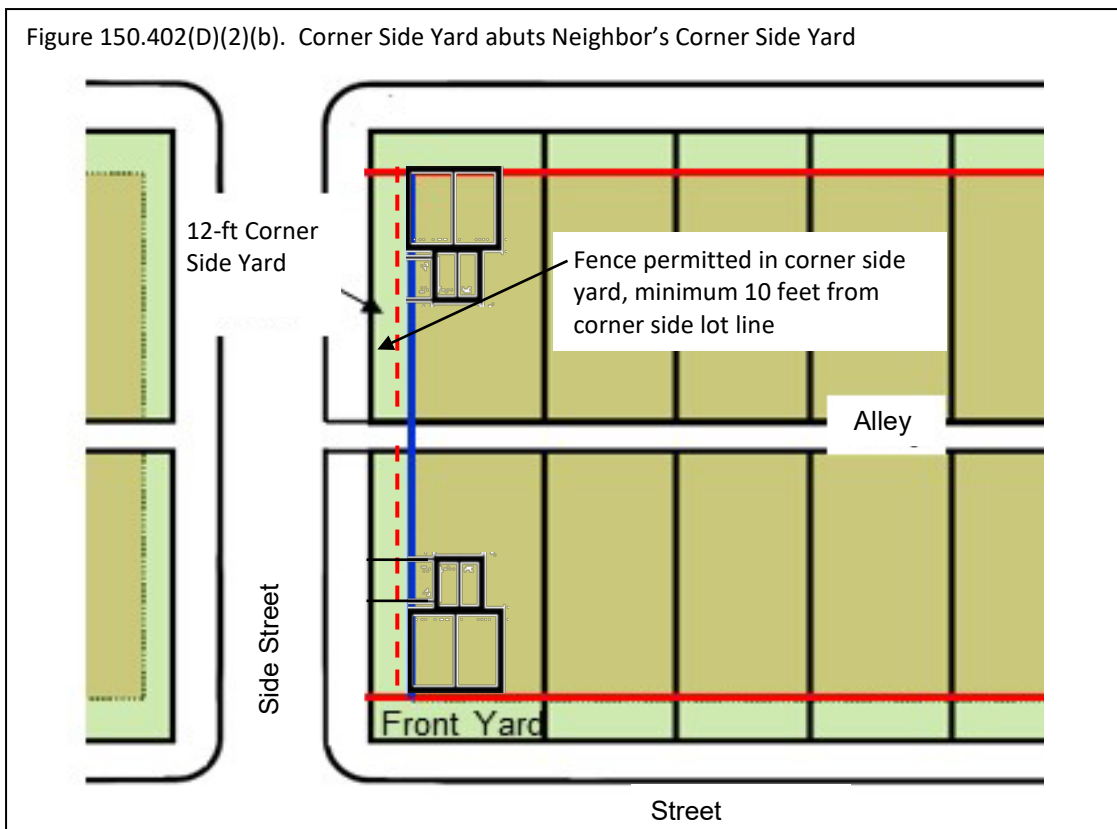 Figure 150.402(D)(2)(b).  Corner Side Yard abuts Neighbor’s Corner Side Yard
12-ft Corner
Side Yard
Fence permitted in corner side
yard, minimum 10 feet from
corner side lot line
Alley
Side Street
Front Yard
Street